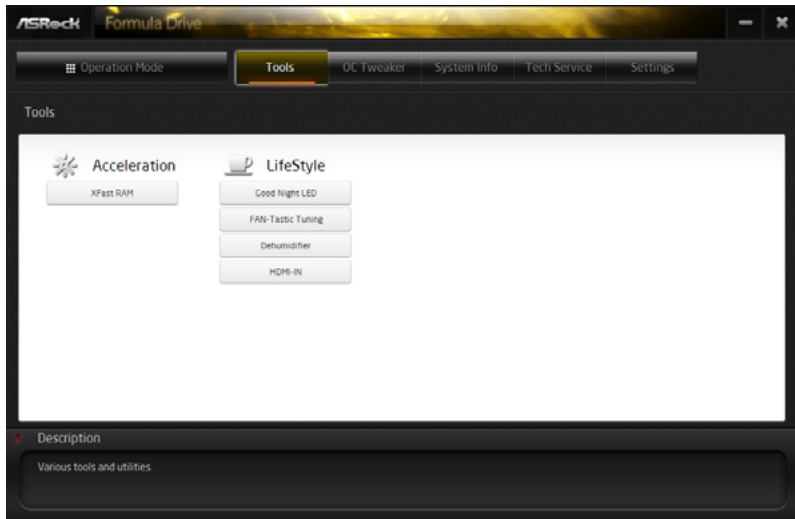 ASRock Formula Drive
Operation Mode
Tools
OC Tweaker
System Info
Tech Service
Settings
Tools
Acceleration
XFast RAM
LifeStyle
Good Night LED
FAN-Tastic Tuning
Dehumidifier
HDMI-IN
Description
Various tools and utilities.